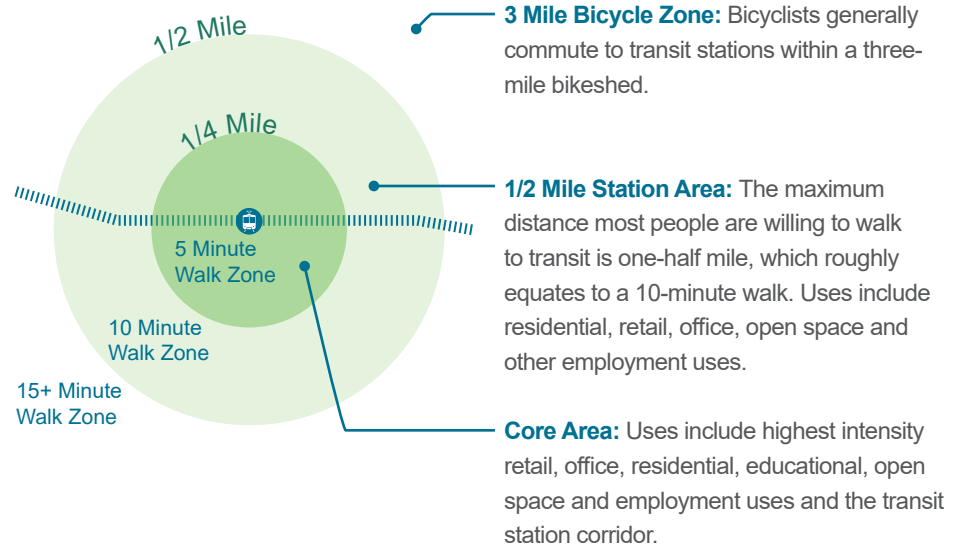 1/2 Mile
1/4 Mile
5 Minute
Walk Zone
10 Minute
Walk Zone
15+ Minute
Walk Zone
3 Mile Bicycle Zone: Bicyclists generally
commute to transit stations within a three-
mile bikeshed.
1/2 Mile Station Area: The maximum
distance most people are willing to walk
to transit is one-half mile, which roughly
equates to a 10-minute walk. Uses include
residential, retail, office, open space and
other employment uses.
Core Area: Uses include highest intensity
retail, office, residential, educational, open
space and employment uses and the transit
station corridor.